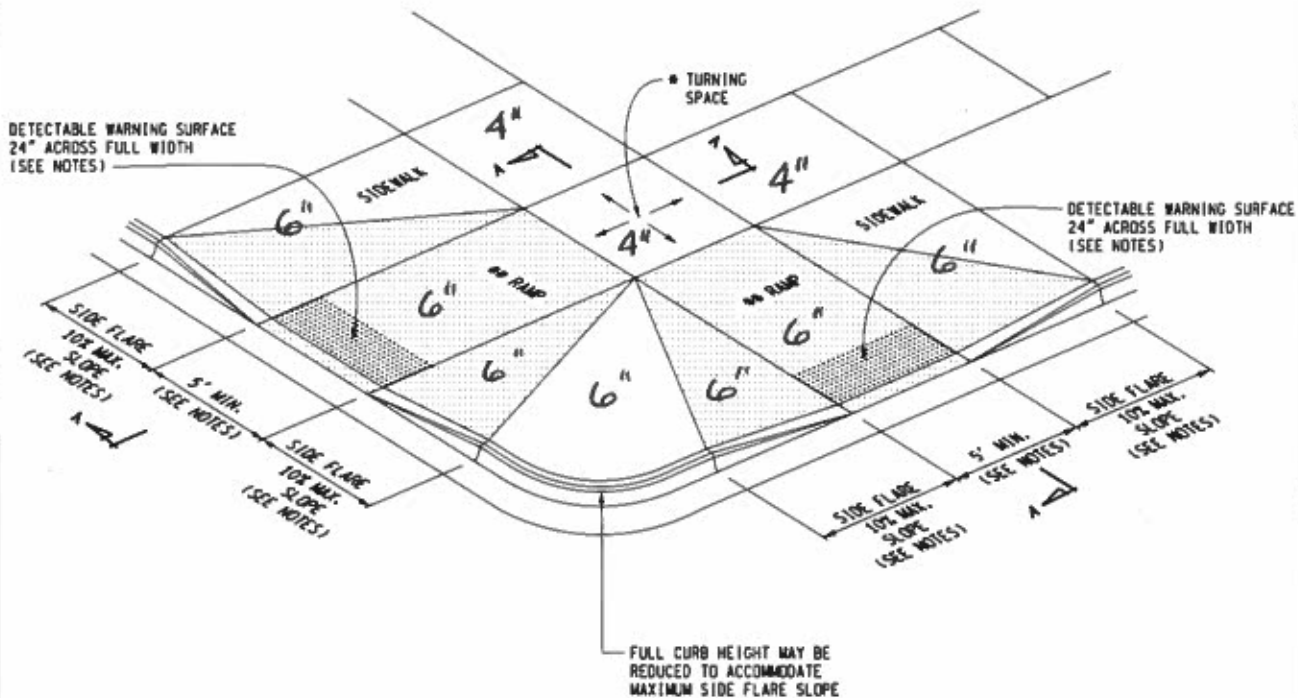 * TURNING
SPACE
DETECTABLE WARNING SURFACE
24" ACROSS FULL WIDTH
(SEE NOTES)
4"
A
A
4"
SIDEWALK
SIDEWALK
6"
4"
DETECTABLE WARNING SURFACE
24" ACROSS FULL WIDTH
(SEE NOTES)
6"
** RAMP
6"
** RAMP
6"
6"
6"
6"
SIDE FLARE
10% MAX.
SLOPE
(SEE NOTES)
5' MIN.
(SEE NOTES)
A
SIDE FLARE
10% MAX.
SLOPE
(SEE NOTES)
SIDE FLARE
10% MAX.
SLOPE
(SEE NOTES)
5' MIN.
(SEE NOTES)
A
SIDE FLARE
10% MAX.
SLOPE
(SEE NOTES)
FULL CURB HEIGHT MAY BE
REDUCED TO ACCOMMODATE
MAXIMUM SIDE FLARE SLOPE